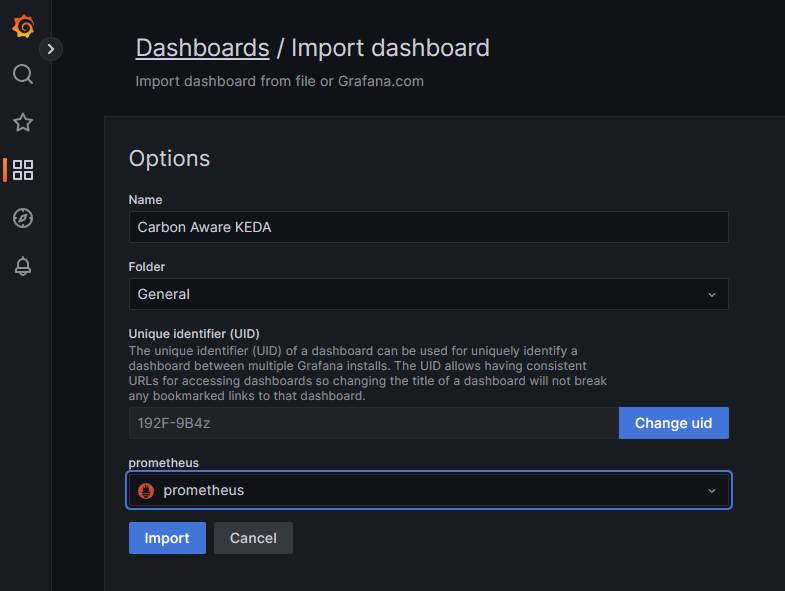 Dashboards / Import dashboard
Import dashboard from file or Grafana.com
Options
Name
Carbon Aware KEDA
Folder
General
Unique identifier (UID)
The unique identifier (UID) of a dashboard can be used for uniquely identify a
dashboard between multiple Grafana installs. The UID allows having consistent
URLs for accessing dashboards so changing the title of a dashboard will not break
any bookmarked links to that dashboard.
192F-9B4z
Change uid
prometheus
prometheus
Import
Cancel